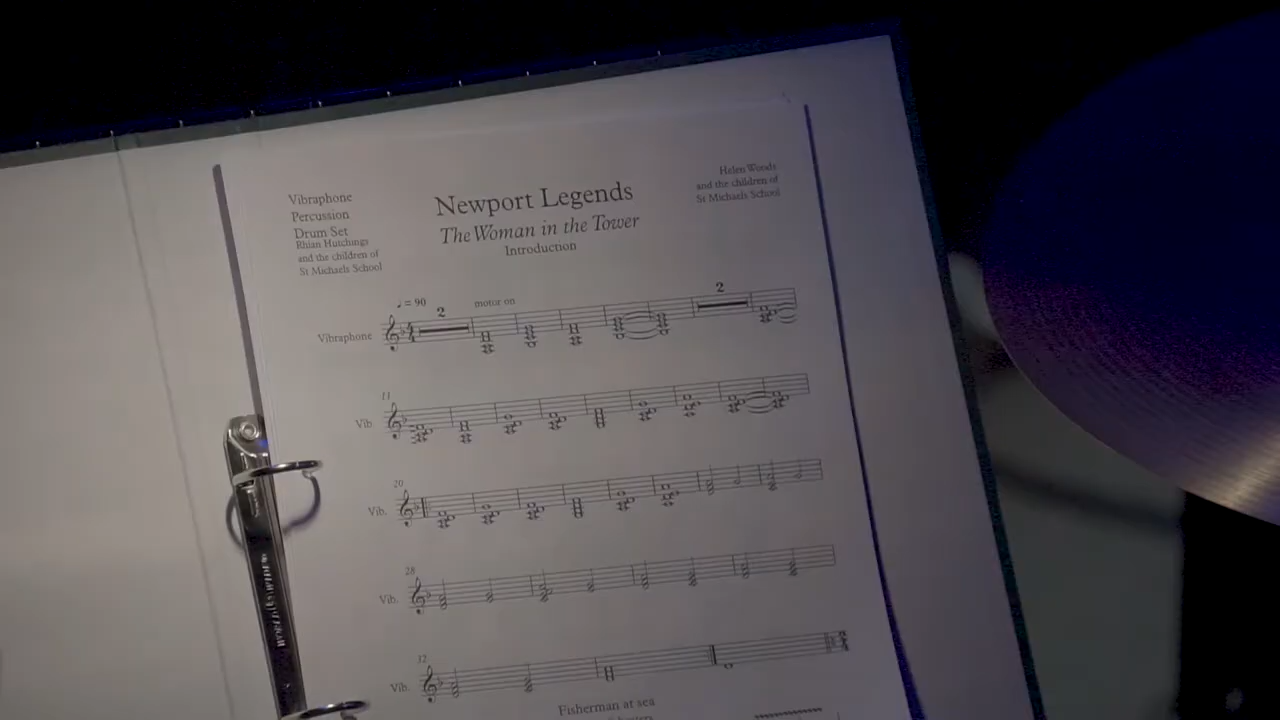 Vibraphone
Percussion
Drum Set
Rhian Hutchings
and the children of
St Michaels School
Newport Legends
The Woman in the Tower
Introduction
Helen Woods
and the children of
St Michaels School
♩ = 90
2
motor on
2
Vibraphone
11
Vib.
20
Vib.
28
Vib.
32
Vib.
Fisherman at sea